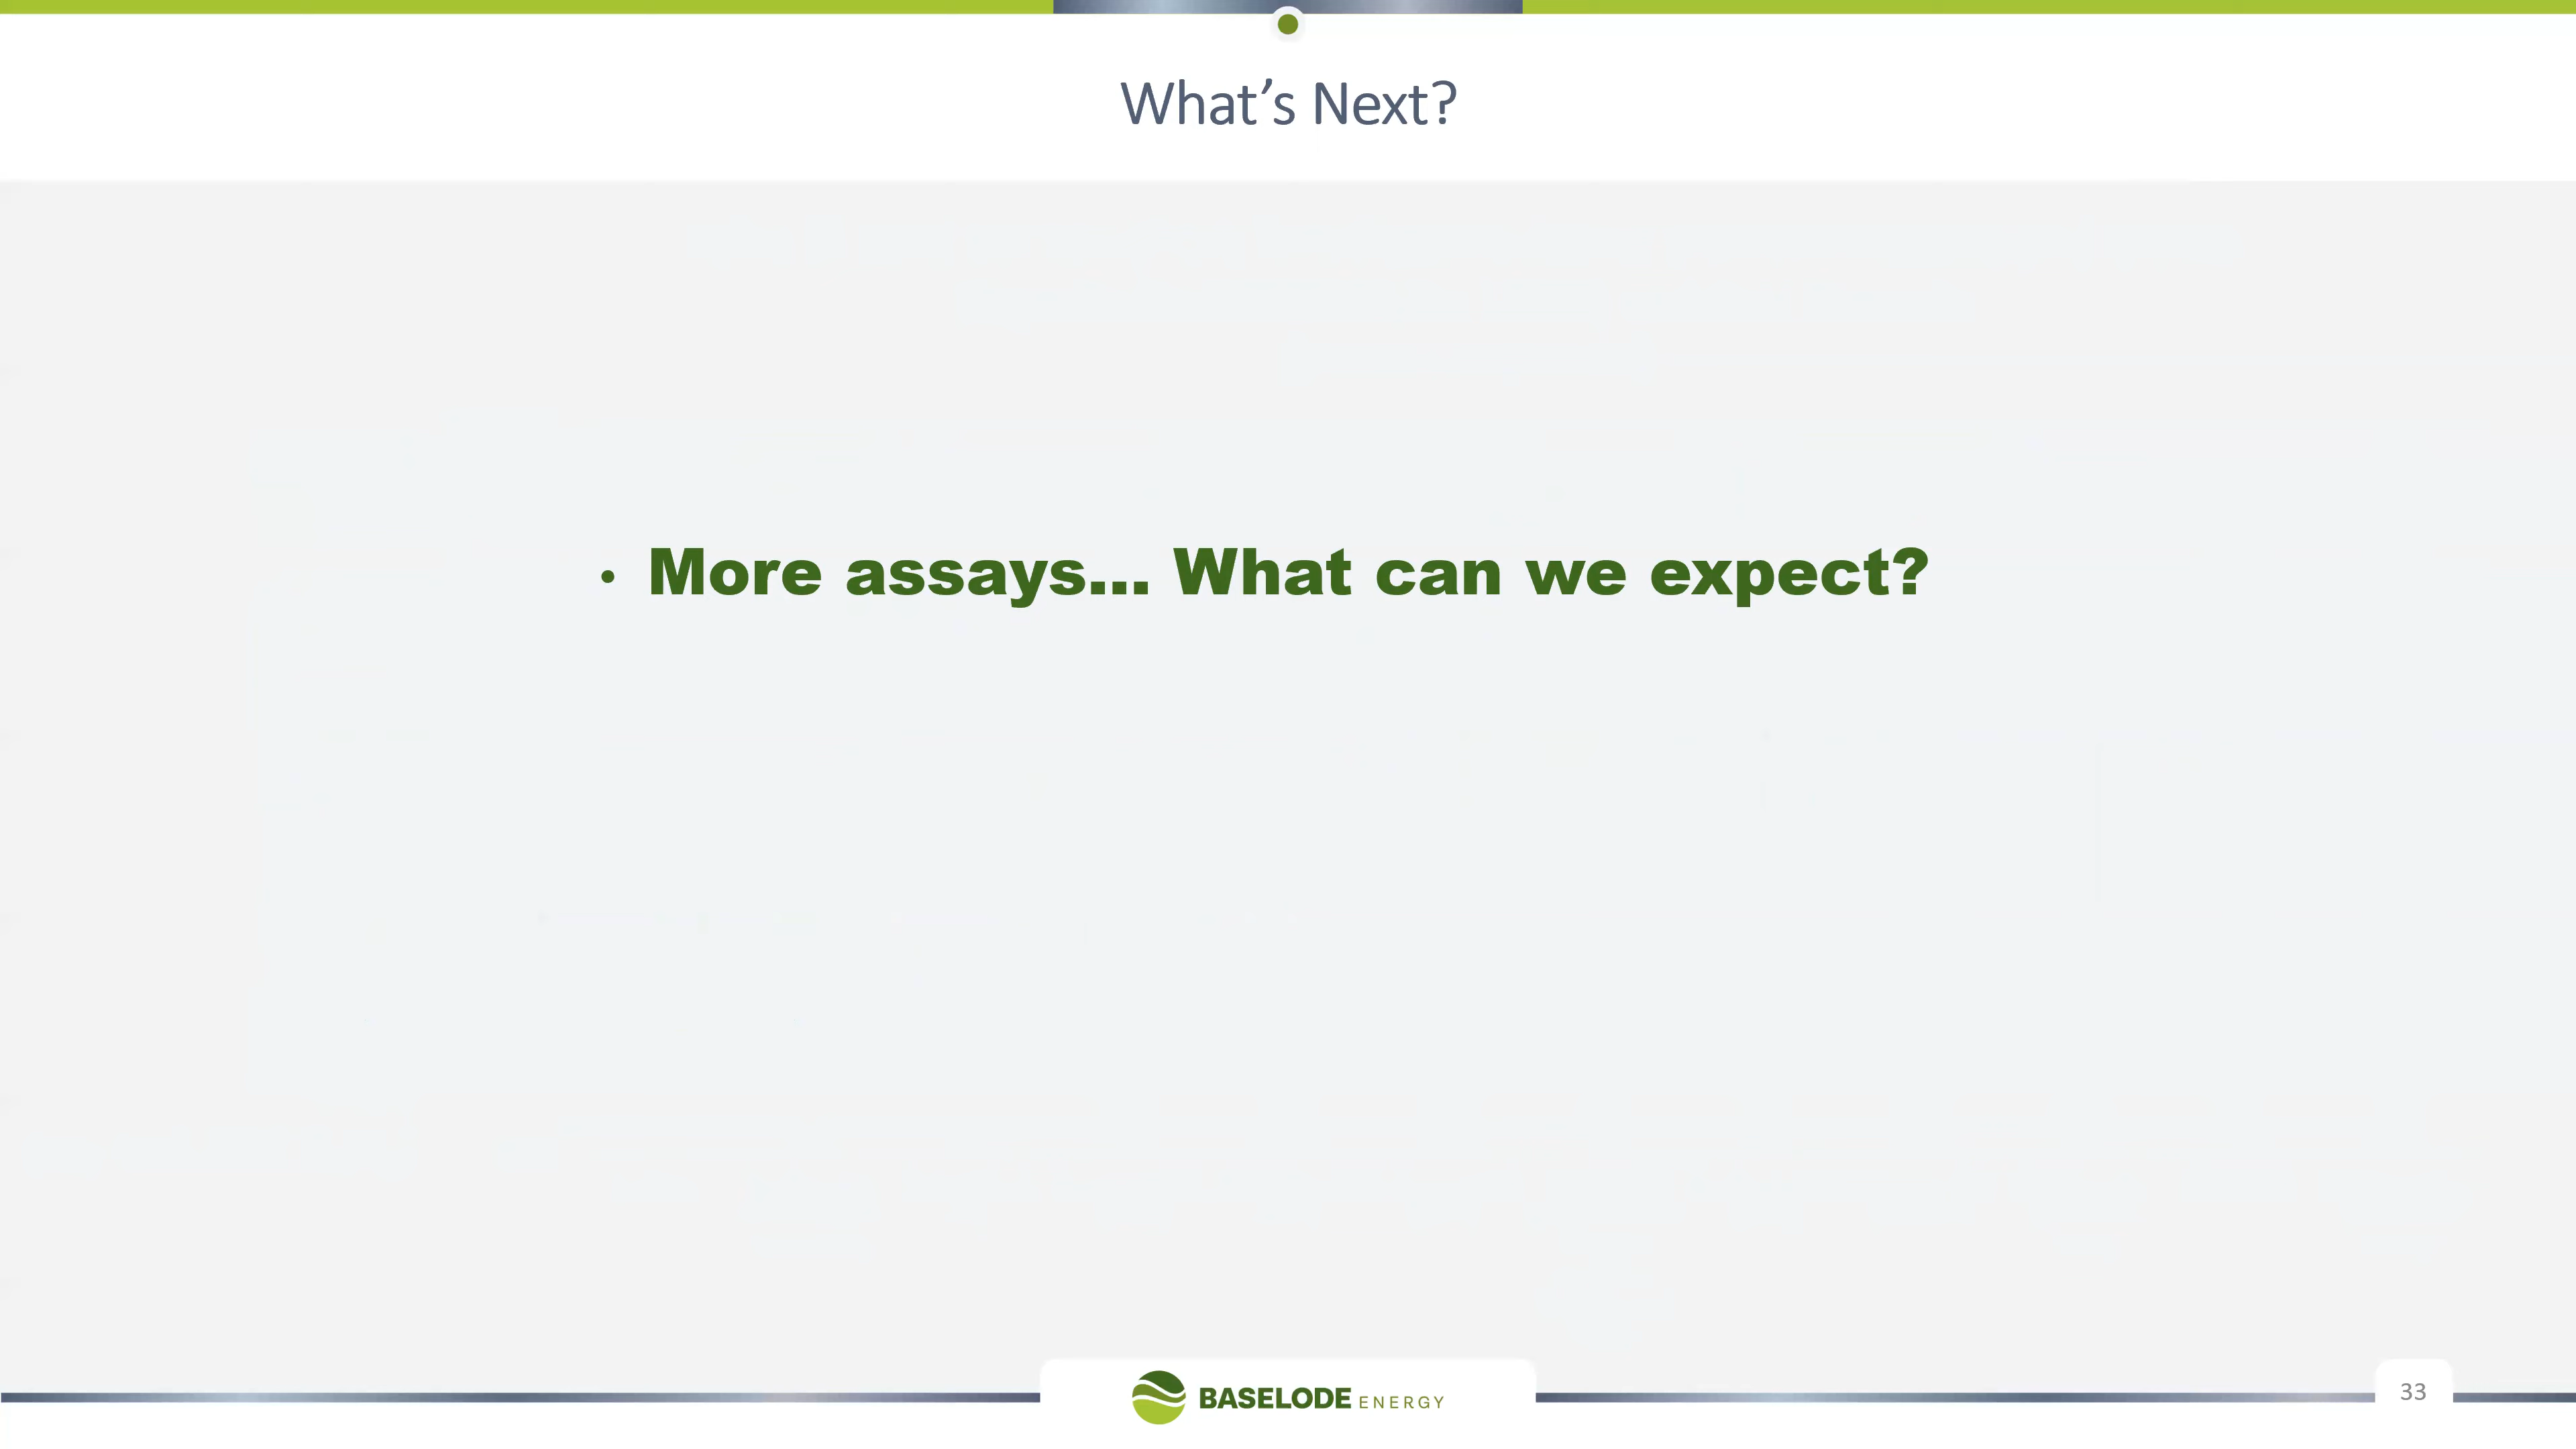 What’s Next?
• More assays... What can we expect?
BASELODE ENERGY
33